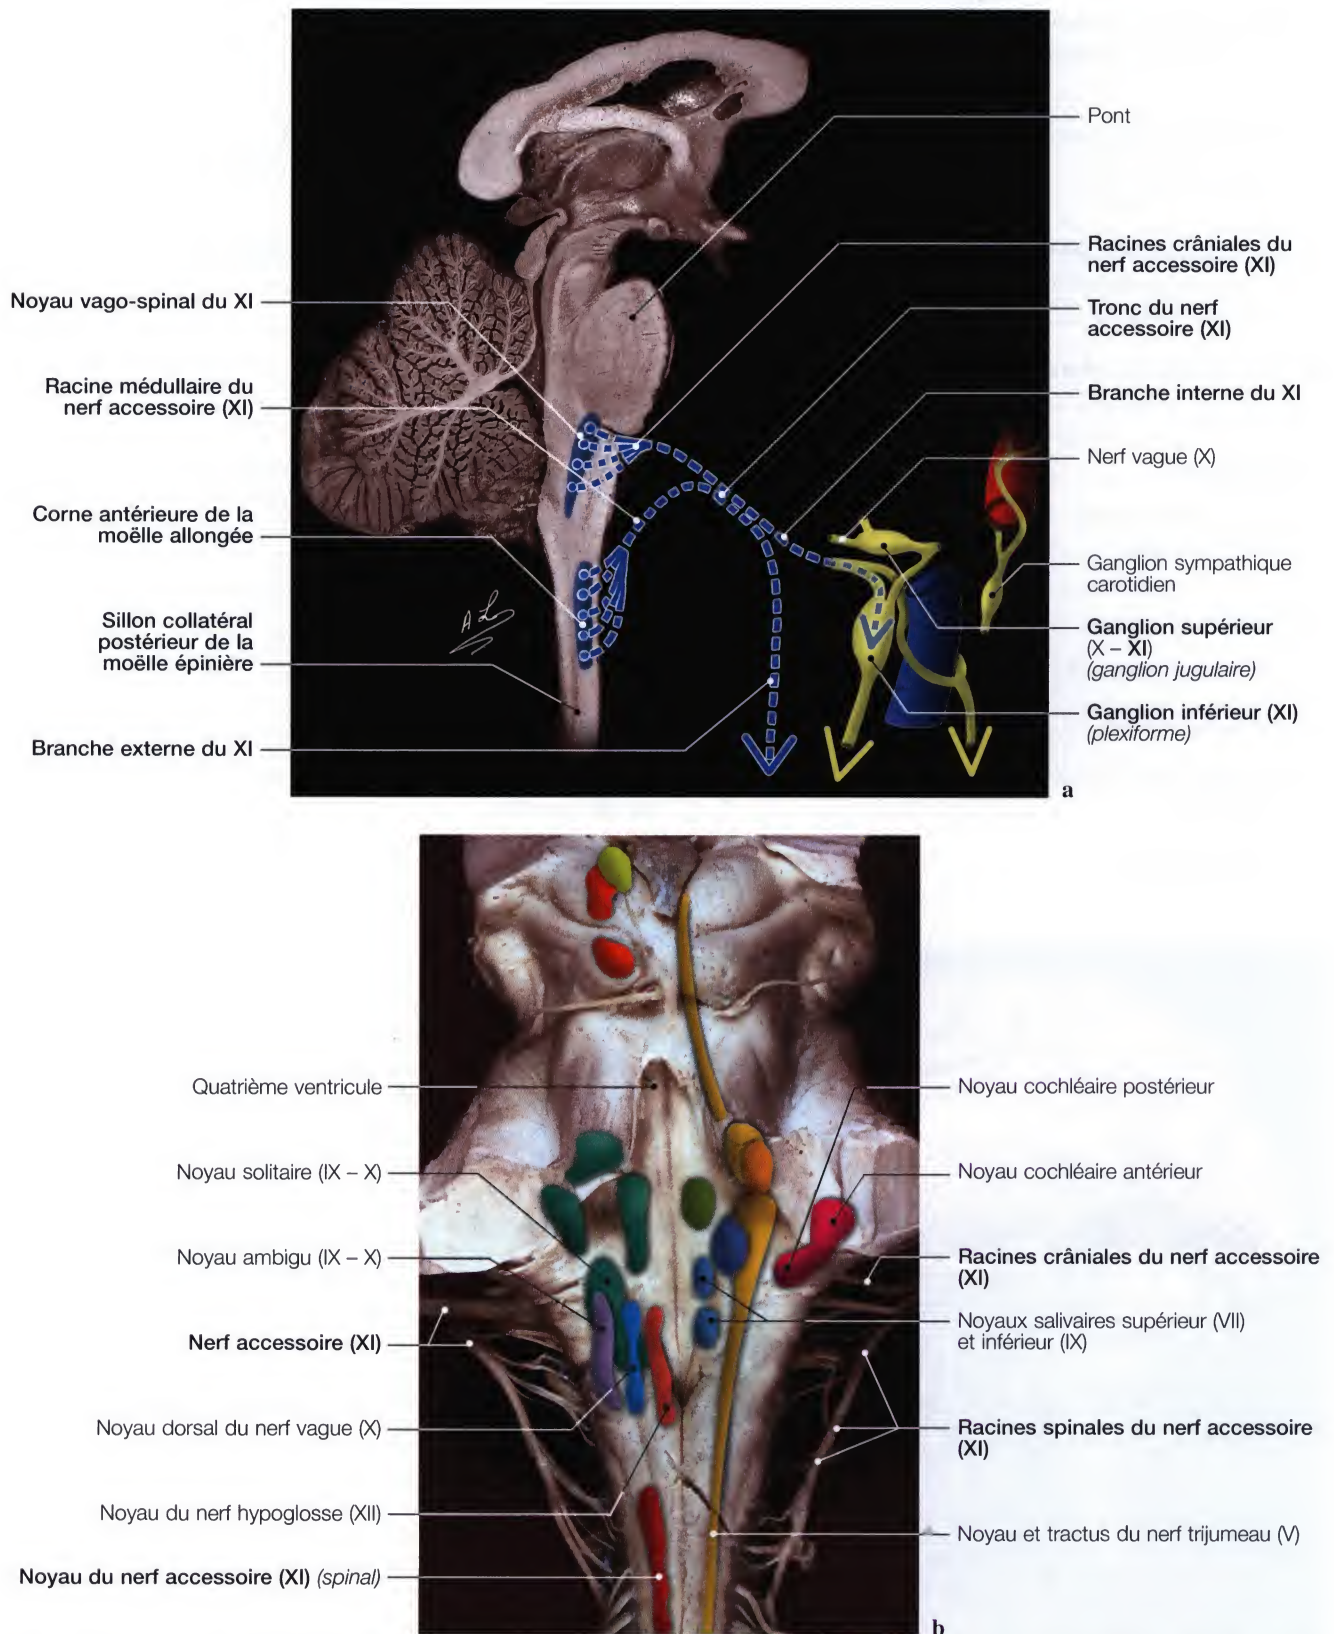 Pont
Racines crâniales du
nerf accessoire (XI)
Tronc du nerf
accessoire (XI)
Branche interne du XI
Nerf vague (X)
Ganglion sympathique
carotidien
Ganglion supérieur
(X – XI)
(ganglion jugulaire)
Ganglion inférieur (XI)
(plexiforme)
Noyau vago-spinal du XI
Racine médullaire du
nerf accessoire (XI)
Corne antérieure de la
moëlle allongée
Sillon collatéral
postérieur de la
moëlle épinière
Branche externe du XI
a
Quatrième ventricule
Noyau solitaire (IX – X)
Noyau ambigu (IX – X)
Nerf accessoire (XI)
Noyau dorsal du nerf vague (X)
Noyau du nerf hypoglosse (XII)
Noyau du nerf accessoire (XI) (spinal)
Noyau cochléaire postérieur
Noyau cochléaire antérieur
Racines crâniales du nerf accessoire
(XI)
Noyaux salivaires supérieur (VII)
et inférieur (IX)
Racines spinales du nerf accessoire
(XI)
Noyau et tractus du nerf trijumeau (V)
b